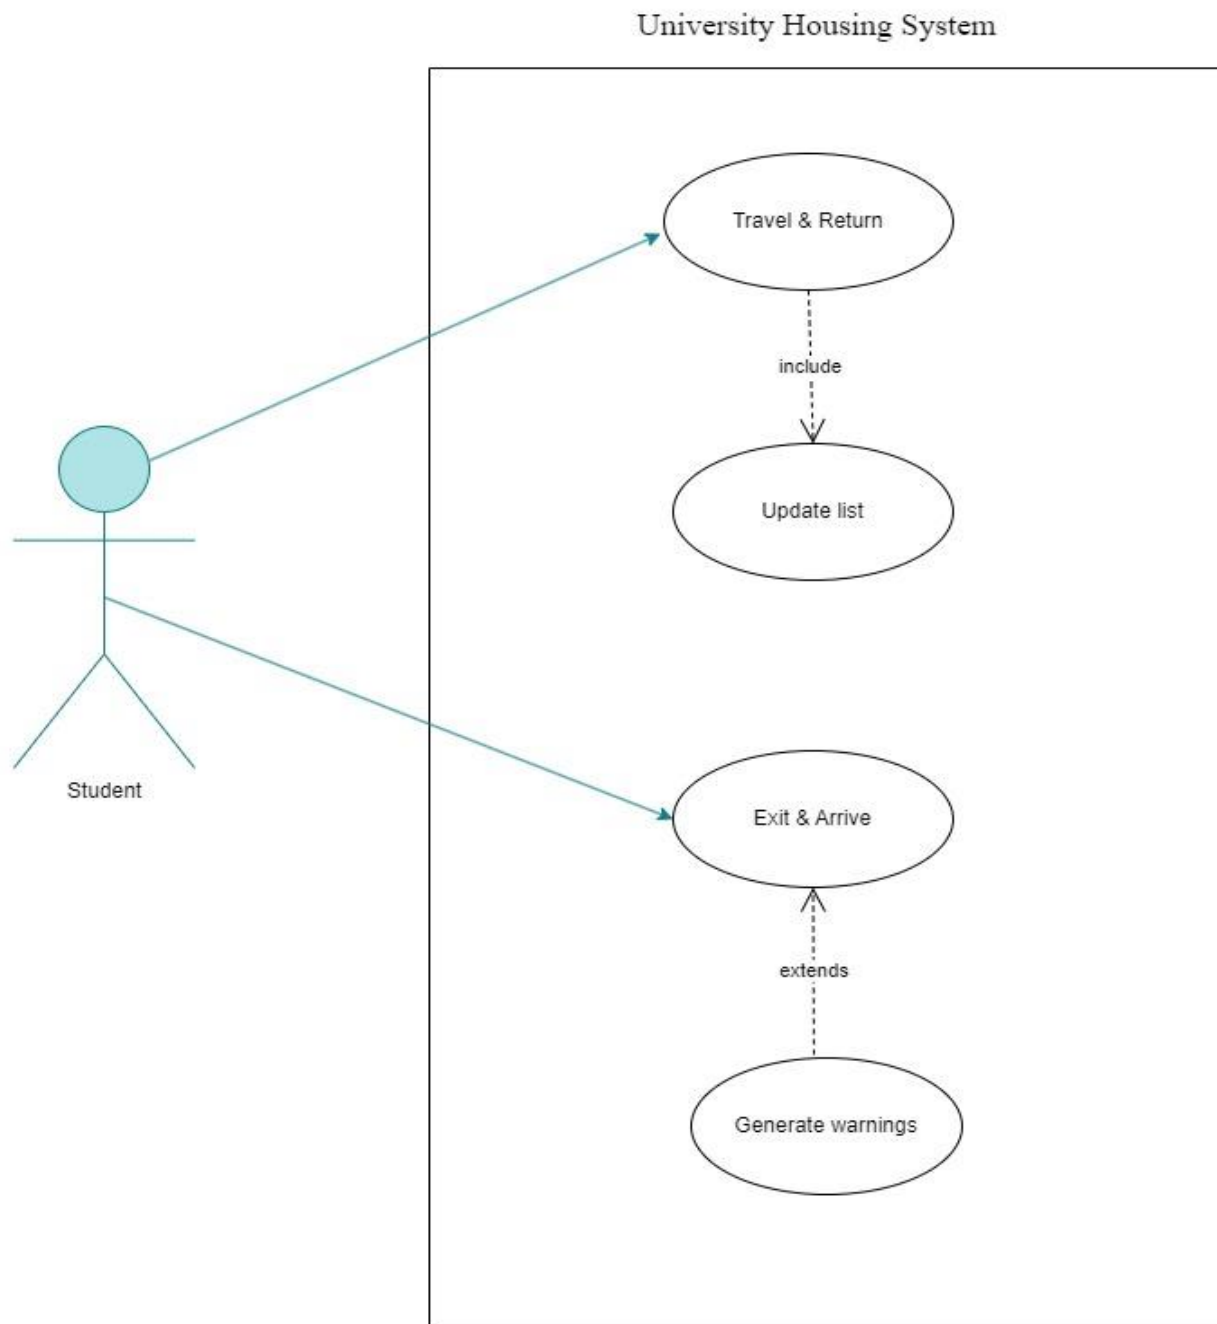 University Housing System
Travel & Return
include
Update list
Student
Exit & Arrive
extends
Generate warnings